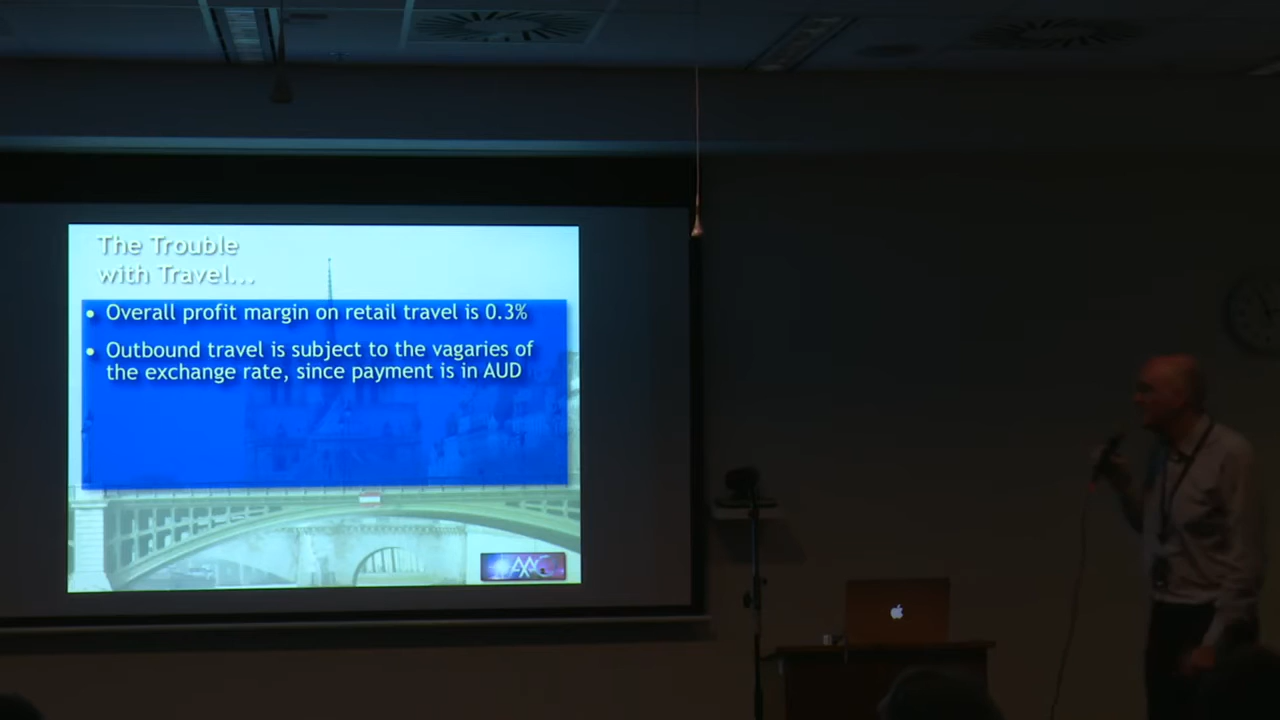 The Trouble
with Travel...
• Overall profit margin on retail travel is 0.3%
• Outbound travel is subject to the vagaries of
the exchange rate, since payment is in AUD